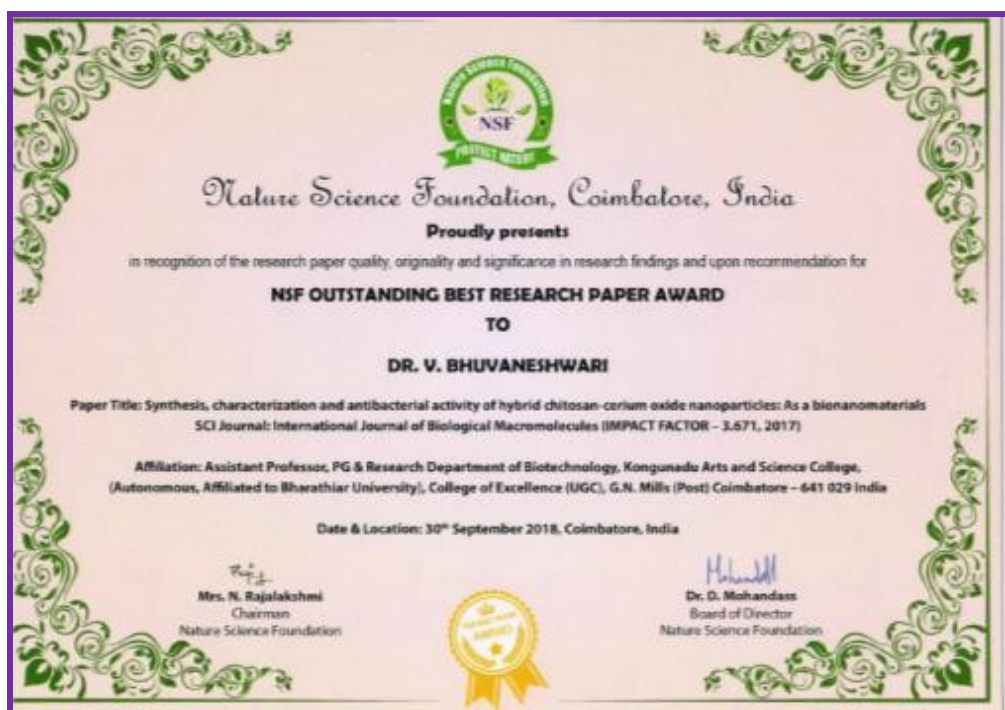 Nature Science Foundation
NSF
PROTECT NATURE
Nature Science Foundation, Coimbatore, India
Proudly presents
in recognition of the research paper quality, originality and significance in research findings and upon recommendation for
NSF OUTSTANDING BEST RESEARCH PAPER AWARD
TO
DR. V. BHUVANESHWARI
Paper Title: Synthesis, characterization and antibacterial activity of hybrid chitosan-cerium oxide nanoparticles: As a bionanomaterials
SCI Journal: International Journal of Biological Macromolecules (IMPACT FACTOR – 3.671, 2017)
Affiliation: Assistant Professor, PG & Research Department of Biotechnology, Kongunadu Arts and Science College,
(Autonomous, Affiliated to Bharathiar University), College of Excellence (UGC), G.N. Mills (Post) Coimbatore – 641 029 India
Date & Location: 30th September 2018, Coimbatore, India
Mrs. N. Rajalakshmi
Chairman
Nature Science Foundation
Mohandass
Dr. D. Mohandass
Board of Director
Nature Science Foundation
AWARD